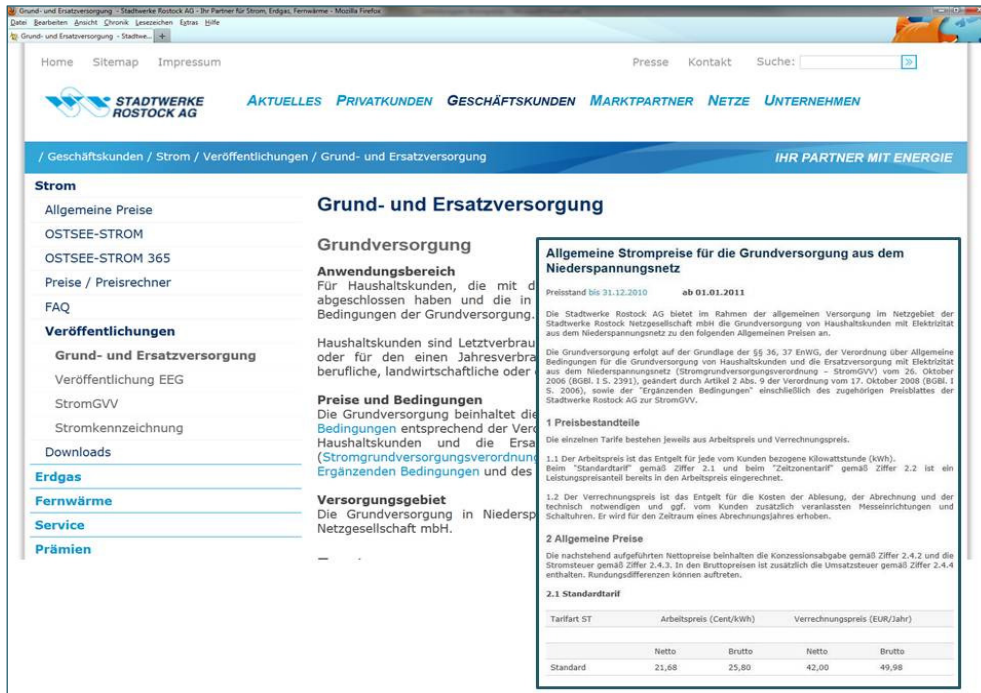 Grund- und Ersatzversorgung - Stadtwerke Rostock AG - Ihr Partner für Strom, Erdgas, Fernwärme - Mozilla Firefox
Datei Bearbeiten Ansicht Chronik Lesezeichen Extras Hilfe
Grund- und Ersatzversorgung - Stadtwe... +
Home Sitemap Impressum Presse Kontakt Suche:
STADTWERKE
ROSTOCK AG
AKTUELLES PRIVATKUNDEN GESCHÄFTSKUNDEN MARKTPARTNER NETZE UNTERNEHMEN
/ Geschäftskunden / Strom / Veröffentlichungen / Grund- und Ersatzversorgung IHR PARTNER MIT ENERGIE
Strom
Allgemeine Preise
OSTSEE-STROM
OSTSEE-STROM 365
Preise / Preisrechner
FAQ
Veröffentlichungen
Grund- und Ersatzversorgung
Veröffentlichung EEG
StromGVV
Stromkennzeichnung
Downloads
Erdgas
Fernwärme
Service
Prämien
Grund- und Ersatzversorgung
Grundversorgung
Anwendungsbereich
Für Haushaltskunden, die mit d
abgeschlossen haben und die in
Bedingungen der Grundversorgung.
Haushaltskunden sind Letztverbrau
oder für den einen Jahresverbra
berufliche, landwirtschaftliche oder
Preise und Bedingungen
Die Grundversorgung beinhaltet die
Bedingungen entsprechend der Ver
Haushaltskunden und die Ersa
(Stromgrundversorgungsverordnung
Ergänzenden Bedingungen und des
Versorgungsgebiet
Die Grundversorgung in Niedersp
Netzgesellschaft mbH.
Allgemeine Strompreise für die Grundversorgung aus dem
Niederspannungsnetz
Preisstand bis 31.12.2010 ab 01.01.2011
Die Stadtwerke Rostock AG bietet im Rahmen der allgemeinen Versorgung im Netzgebiet der
Stadtwerke Rostock Netzgesellschaft mbH die Grundversorgung von Haushaltskunden mit Elektrizität
aus dem Niederspannungsnetz zu den folgenden Allgemeinen Preisen an.
Die Grundversorgung erfolgt auf der Grundlage der §§ 36, 37 EnWG, der Verordnung über Allgemeine
Bedingungen für die Grundversorgung von Haushaltskunden und die Ersatzversorgung mit Elektrizität
aus dem Niederspannungsnetz (Stromgrundversorgungsverordnung – StromGVV) vom 26. Oktober
2006 (BGBl. I S. 2391), geändert durch Artikel 2 Abs. 9 der Verordnung vom 17. Oktober 2008 (BGBl. I
S. 2006), sowie der "Ergänzenden Bedingungen" einschließlich des zugehörigen Preisblattes der
Stadtwerke Rostock AG zur StromGVV.
1 Preisbestandteile
Die einzelnen Tarife bestehen jeweils aus Arbeitspreis und Verrechnungspreis.
1.1 Der Arbeitspreis ist das Entgelt für jede vom Kunden bezogene Kilowattstunde (kWh).
Beim "Standardtarif" gemäß Ziffer 2.1 und beim "Zeitzonentarif" gemäß Ziffer 2.2 ist ein
Leistungspreisanteil bereits in den Arbeitspreis eingerechnet.
1.2 Der Verrechnungspreis ist das Entgelt für die Kosten der Ablesung, der Abrechnung und der
technisch notwendigen und ggf. vom Kunden zusätzlich veranlassten Messeinrichtungen und
Schaltuhren. Er wird für den Zeitraum eines Abrechnungsjahres erhoben.
2 Allgemeine Preise
Die nachstehend aufgeführten Nettopreise beinhalten die Konzessionsabgabe gemäß Ziffer 2.4.2 und die
Stromsteuer gemäß Ziffer 2.4.3. In den Bruttopreisen ist zusätzlich die Umsatzsteuer gemäß Ziffer 2.4.4
enthalten. Rundungsdifferenzen können auftreten.
2.1 Standardtarif
Tarifart ST Arbeitspreis (Cent/kWh) Verrechnungspreis (EUR/Jahr)
Netto Brutto Netto Brutto
Standard 21,68 25,80 42,00 49,98